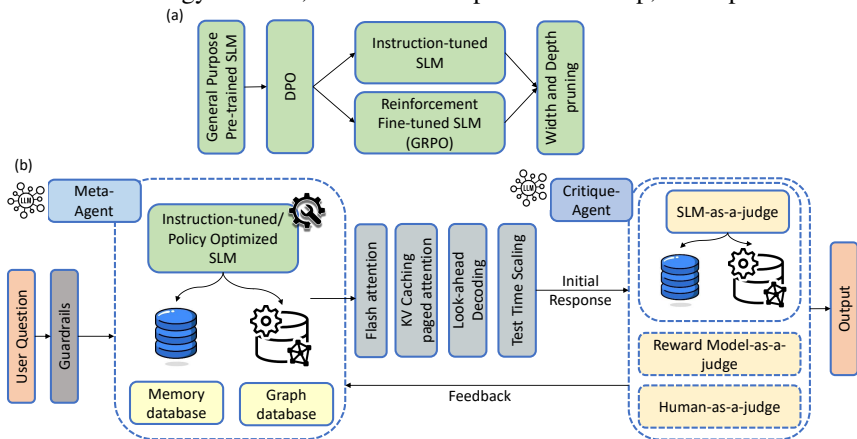 (a)
General Purpose
Pre-trained SLM
DPO
Instruction-tuned
SLM
Reinforcement
Fine-tuned SLM
(GRPO)
Width and Depth
pruning
(b)
LLM
Meta-
Agent
Instruction-tuned/
Policy Optimized
SLM
User Question
Guardrails
Memory
database
Graph
database
Flash attention
KV Caching
paged attention
Look-ahead
Decoding
Test Time Scaling
Initial
Response
Feedback
LLM
Critique-
Agent
SLM-as-a-judge
Reward Model-as-a-
judge
Human-as-a-judge
Output